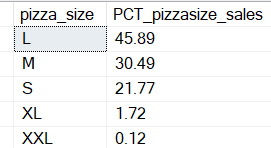 pizza_size PCT_pizzasize_sales
L 45.89
M 30.49
S 21.77
XL 1.72
XXL 0.12